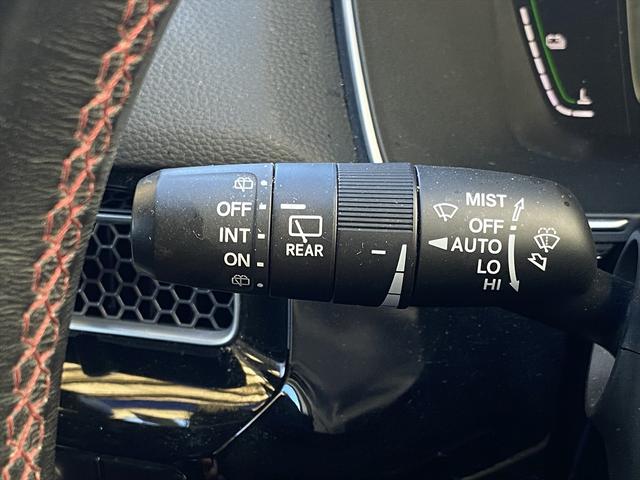 OFF
INT
ON
REAR
MIST
OFF
AUTO
LO
HI